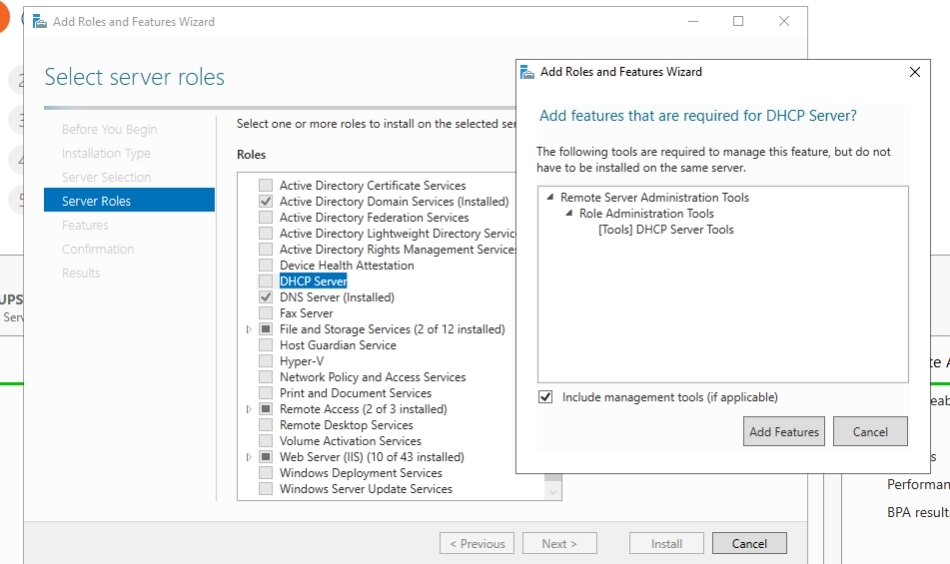 Add Roles and Features Wizard
Select server roles
Before You Begin
Installation Type
Server Selection
Server Roles
Features
Confirmation
Results
Select one or more roles to install on the selected
Roles
Active Directory Certificate Services
Active Directory Domain Services (Installed)
Active Directory Federation Services
Active Directory Lightweight Directory
Active Directory Rights Management Services
Device Health Attestation
DHCP Server
DNS Server (Installed)
Fax Server
File and Storage Services (2 of 12 installed)
Host Guardian Service
Hyper-V
Network Policy and Access Services
Print and Document Services
Remote Access (2 of 3 installed)
Remote Desktop Services
Volume Activation Services
Web Server (IIS) (10 of 43 installed)
Windows Deployment Services
Windows Server Update Services
< Previous
Next >
Install
Cancel
Add Roles and Features Wizard
Add features that are required for DHCP Server?
The following tools are required to manage this feature, but do not
have to be installed on the same server.
Remote Server Administration Tools
Role Administration Tools
[Tools] DHCP Server Tools
Include management tools (if applicable)
Add Features
Cancel
BPA